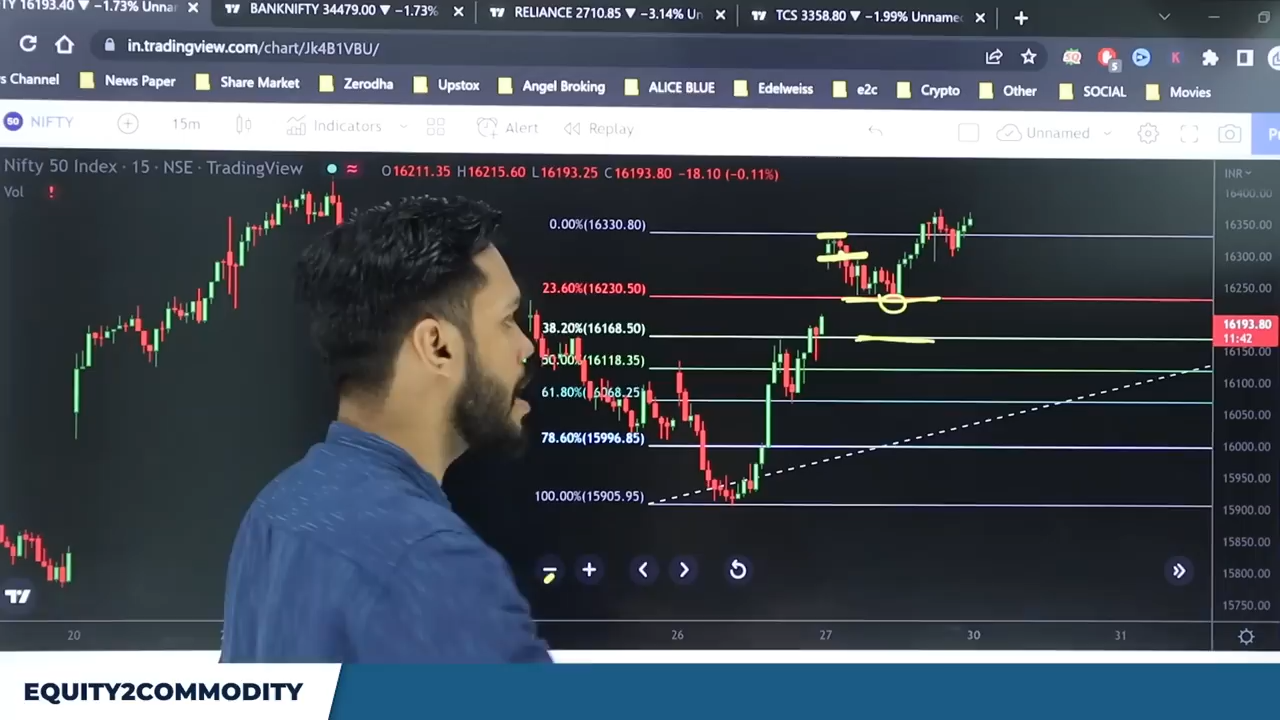 16193.40 ▼ −1.73% Unnar
BANKNIFTY 34479.00 ▼ −1.73%
RELIANCE 2710.85 ▼ −3.14% Un
TCS 3358.80 ▼ −1.99% Unname
in.tradingview.com/chart/Jk4B1VBU/
SQ
5
K
s Channel
News Paper
Share Market
Zerodha
Upstox
Angel Broking
ALICE BLUE
Edelweiss
e2c
Crypto
Other
SOCIAL
Movies
50 NIFTY
15m
Indicators
Alert
Replay
Unnamed
Nifty 50 Index · 15 · NSE · TradingView
O16211.35 H16215.60 L16193.25 C16193.80 −18.10 (−0.11%)
INR
Vol !
0.00%(16330.80)
23.60%(16230.50)
38.20%(16168.50)
50.00%(16118.35)
61.80%(16068.25)
78.60%(15996.85)
100.00%(15905.95)
16400.00
16350.00
16300.00
16250.00
16193.80
11:42
16150.00
16100.00
16050.00
16000.00
15950.00
15900.00
15850.00
15800.00
15750.00
20
26
27
30
31
EQUITY2COMMODITY